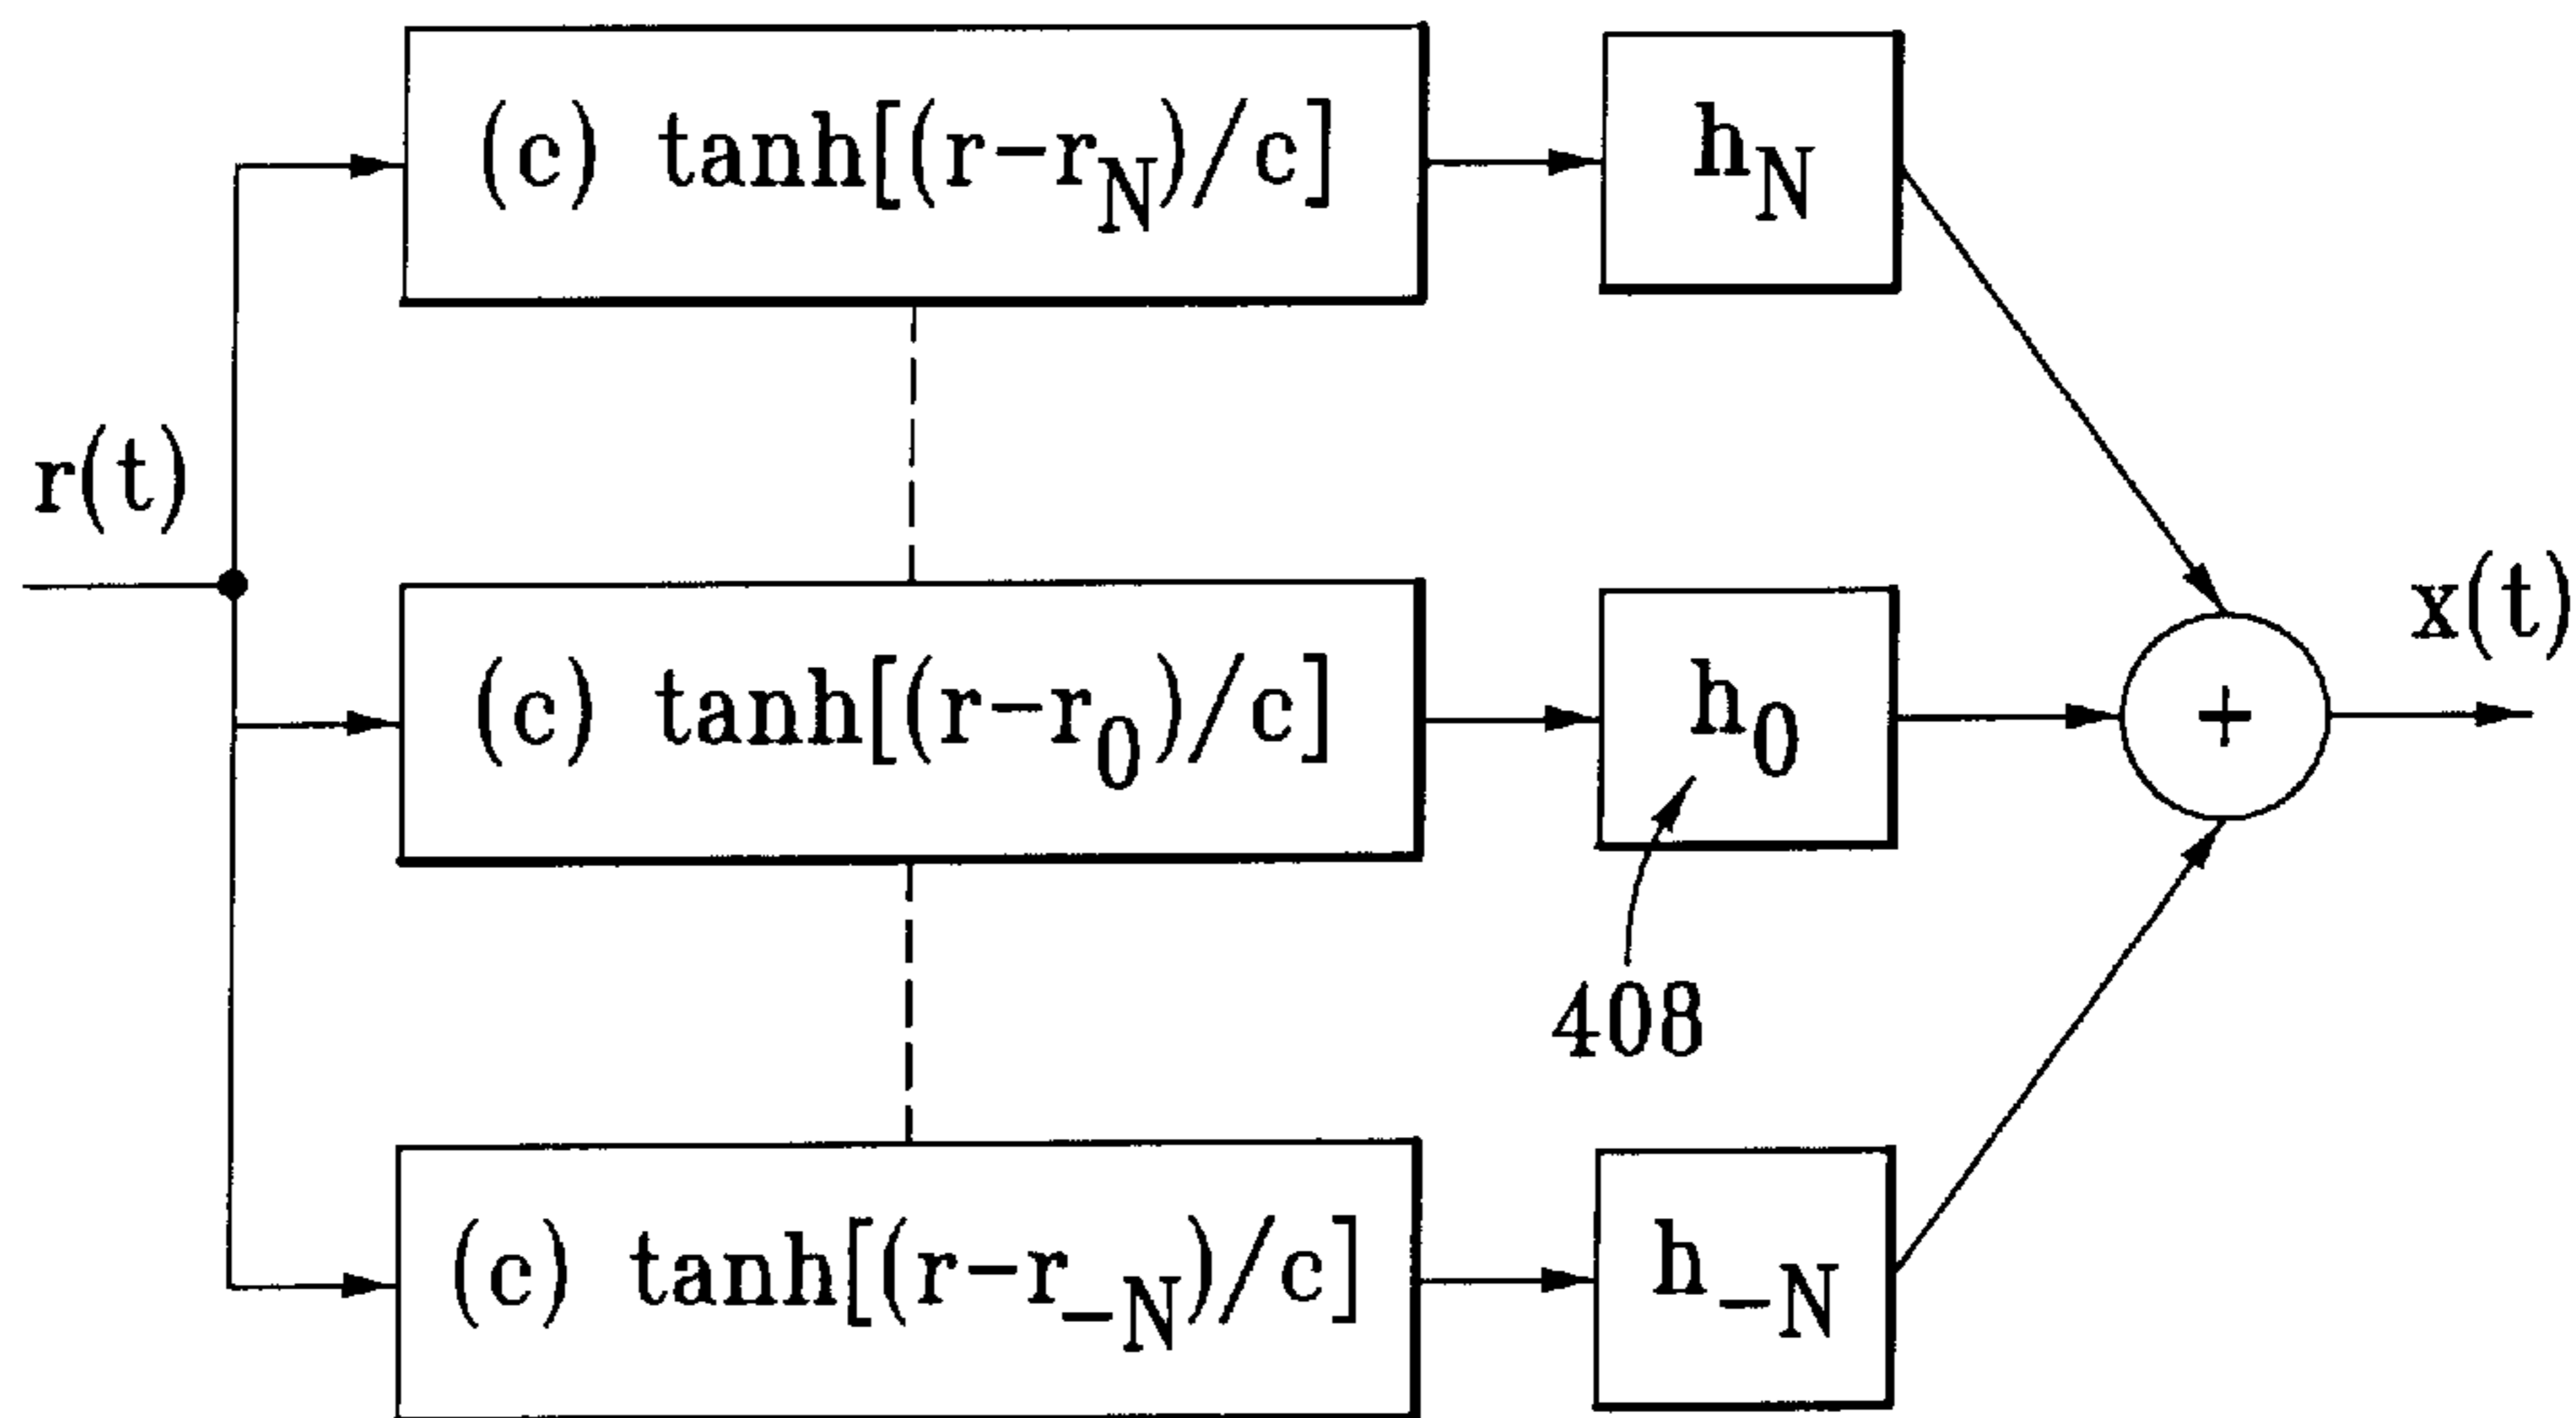 (c) tanh[(r-r_N)/c]
h_N
r(t)
(c) tanh[(r-r_0)/c]
h_0
+
x(t)
408
(c) tanh[(r-r_-N)/c]
h_-N